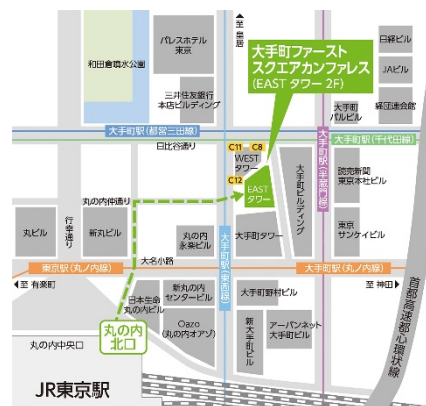 至 皇居
大手町ファースト
スクエアカンファレス
(EASTタワー 2F)
パレスホテル
東京
和田倉噴水公園
三井住友銀行
本店ビルディング
日経ビル
JAビル
経団連会館
大手町
パルビル
大手町駅(都営三田線)
大手町駅(千代田線)
日比谷通り
C11
C8
WEST
タワー
C12
EAST
タワー
大手町ビルディング
大手町駅(半蔵門線)
読売新聞
東京本社ビル
丸の内仲通り
行幸通り
丸ビル
新丸ビル
丸の内
永楽ビル
大手町駅(東西線)
大手町タワー
東京
サンケイビル
大名小路
東京駅(丸ノ内線)
大手町駅(丸ノ内線)
至 有楽町
至 神田
首都高速都心環状線
日本生命
丸の内ビル
新丸の内
センタービル
大手町野村ビル
丸の内
北口
Oazo
(丸の内オアゾ)
新大手町ビル
アーバンネット
大手町ビル
丸の内中央口
JR東京駅